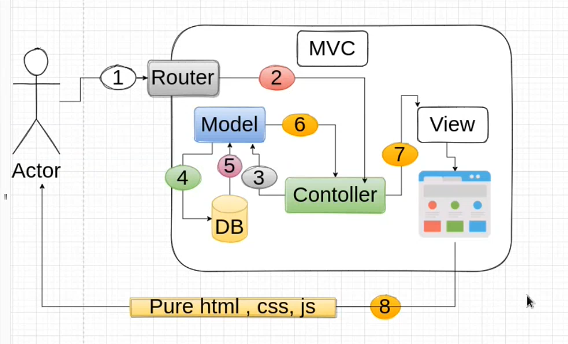 MVC
1
Router
2
Model
6
View
Actor
4
5
3
7
Contoller
DB
Pure html , css, js
8